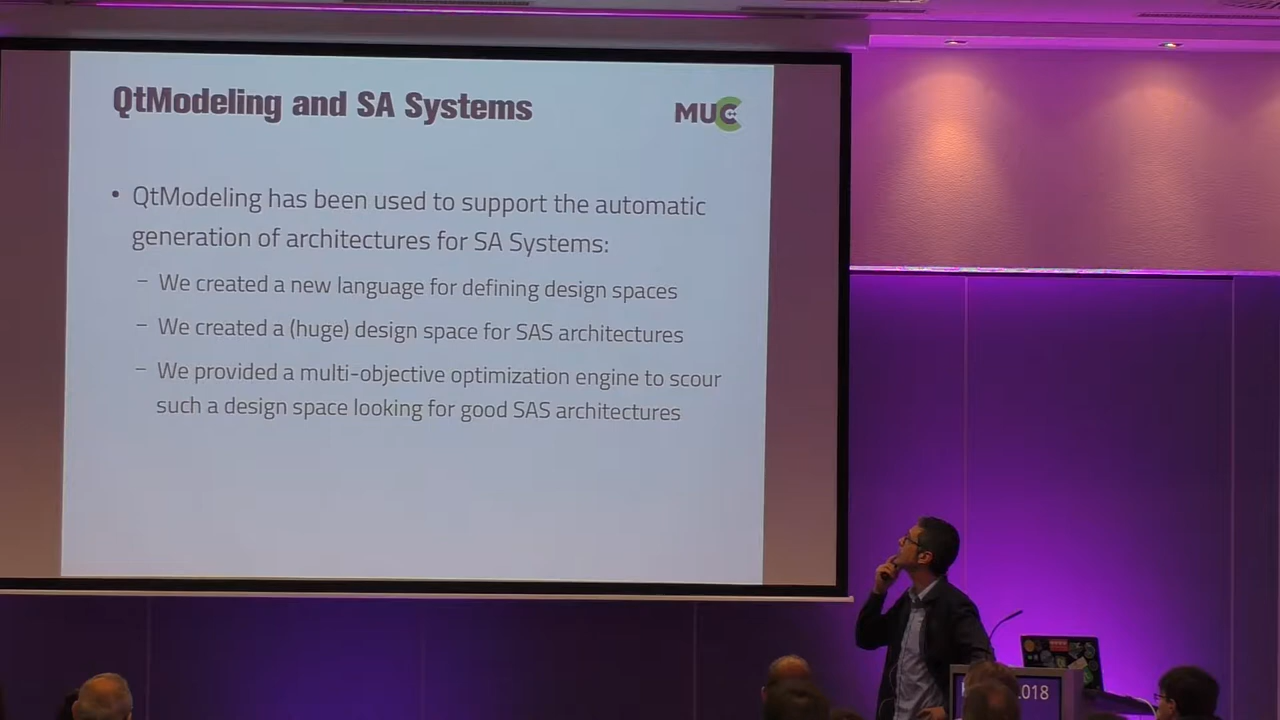 QtModeling and SA Systems
MUC++
• QtModeling has been used to support the automatic
generation of architectures for SA Systems:
– We created a new language for defining design spaces
– We created a (huge) design space for SAS architectures
– We provided a multi-objective optimization engine to scour
such a design space looking for good SAS architectures